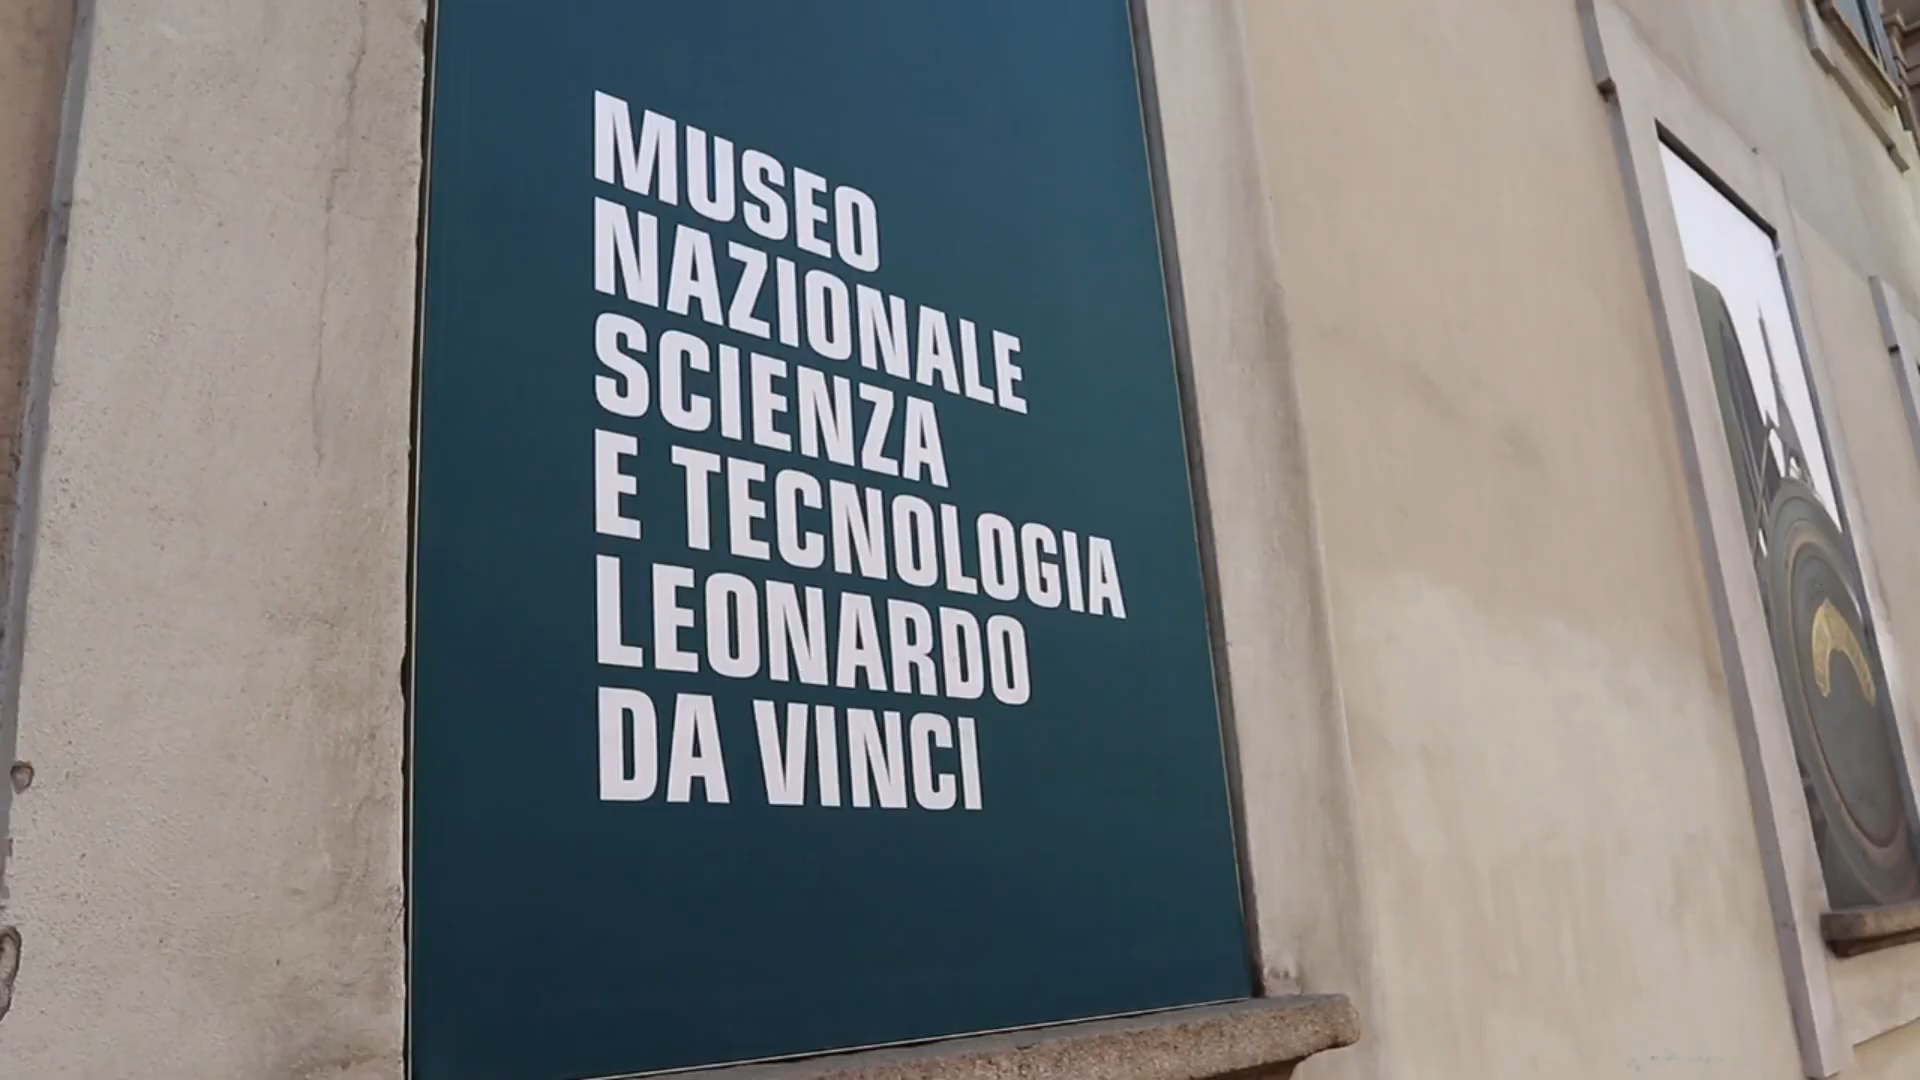 MUSEO
NAZIONALE
SCIENZA
E TECNOLOGIA
LEONARDO
DA VINCI